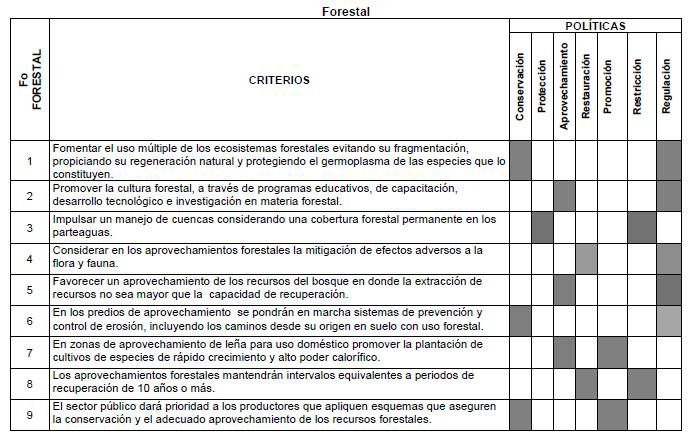 Forestal
Fo
FORESTAL
CRITERIOS
POLÍTICAS
Conservación
Protección
Aprovechamiento
Restauración
Promoción
Restricción
Regulación
1
Fomentar el uso múltiple de los ecosistemas forestales evitando su fragmentación,
propiciando su regeneración natural y protegiendo el germoplasma de las especies que lo
constituyen.
2
Promover la cultura forestal, a través de programas educativos, de capacitación,
desarrollo tecnológico e investigación en materia forestal.
3
Impulsar un manejo de cuencas considerando una cobertura forestal permanente en los
parteaguas.
4
Considerar en los aprovechamientos forestales la mitigación de efectos adversos a la
flora y fauna.
5
Favorecer un aprovechamiento de los recursos del bosque en donde la extracción de
recursos no sea mayor que la capacidad de recuperación.
6
En los predios de aprovechamiento se pondrán en marcha sistemas de prevención y
control de erosión, incluyendo los caminos desde su origen en suelo con uso forestal.
7
En zonas de aprovechamiento de leña para uso doméstico promover la plantación de
cultivos de especies de rápido crecimiento y alto poder calorífico.
8
Los aprovechamientos forestales mantendrán intervalos equivalentes a periodos de
recuperación de 10 años o más.
9
El sector público dará prioridad a los productores que apliquen esquemas que aseguren
la conservación y el adecuado aprovechamiento de los recursos forestales.